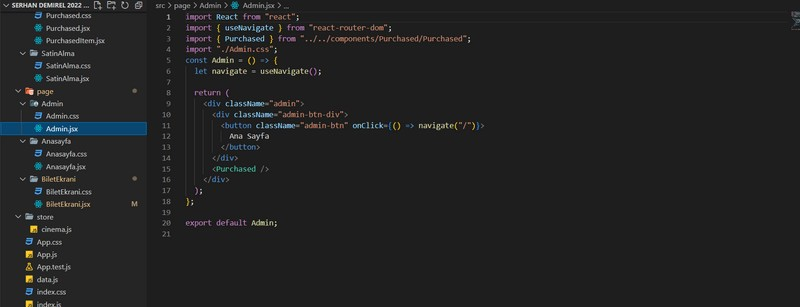 SERHAN DEMIREL 2022 ...
Purchased.css
Purchased.jsx
PurchasedItem.jsx
SatinAlma
SatinAlma.css
SatinAlma.jsx
page
Admin
Admin.css
Admin.jsx
Anasayfa
Anasayfa.css
Anasayfa.jsx
BiletEkrani
BiletEkrani.css
BiletEkrani.jsx M
store
cinema.js
App.css
App.js
App.test.js
data.js
index.css
index.js
src > page > Admin > Admin.jsx > ...
1 import React from "react";
2 import { useNavigate } from "react-router-dom";
3 import { Purchased } from "../../components/Purchased/Purchased";
4 import "./Admin.css";
5 const Admin = () => {
6 let navigate = useNavigate();
7
8 return (
9 <div className="admin">
10 <div className="admin-btn-div">
11 <button className="admin-btn" onClick={() => navigate("/")}>
12 Ana Sayfa
13 </button>
14 </div>
15 <Purchased />
16 </div>
17 );
18 };
19
20 export default Admin;
21